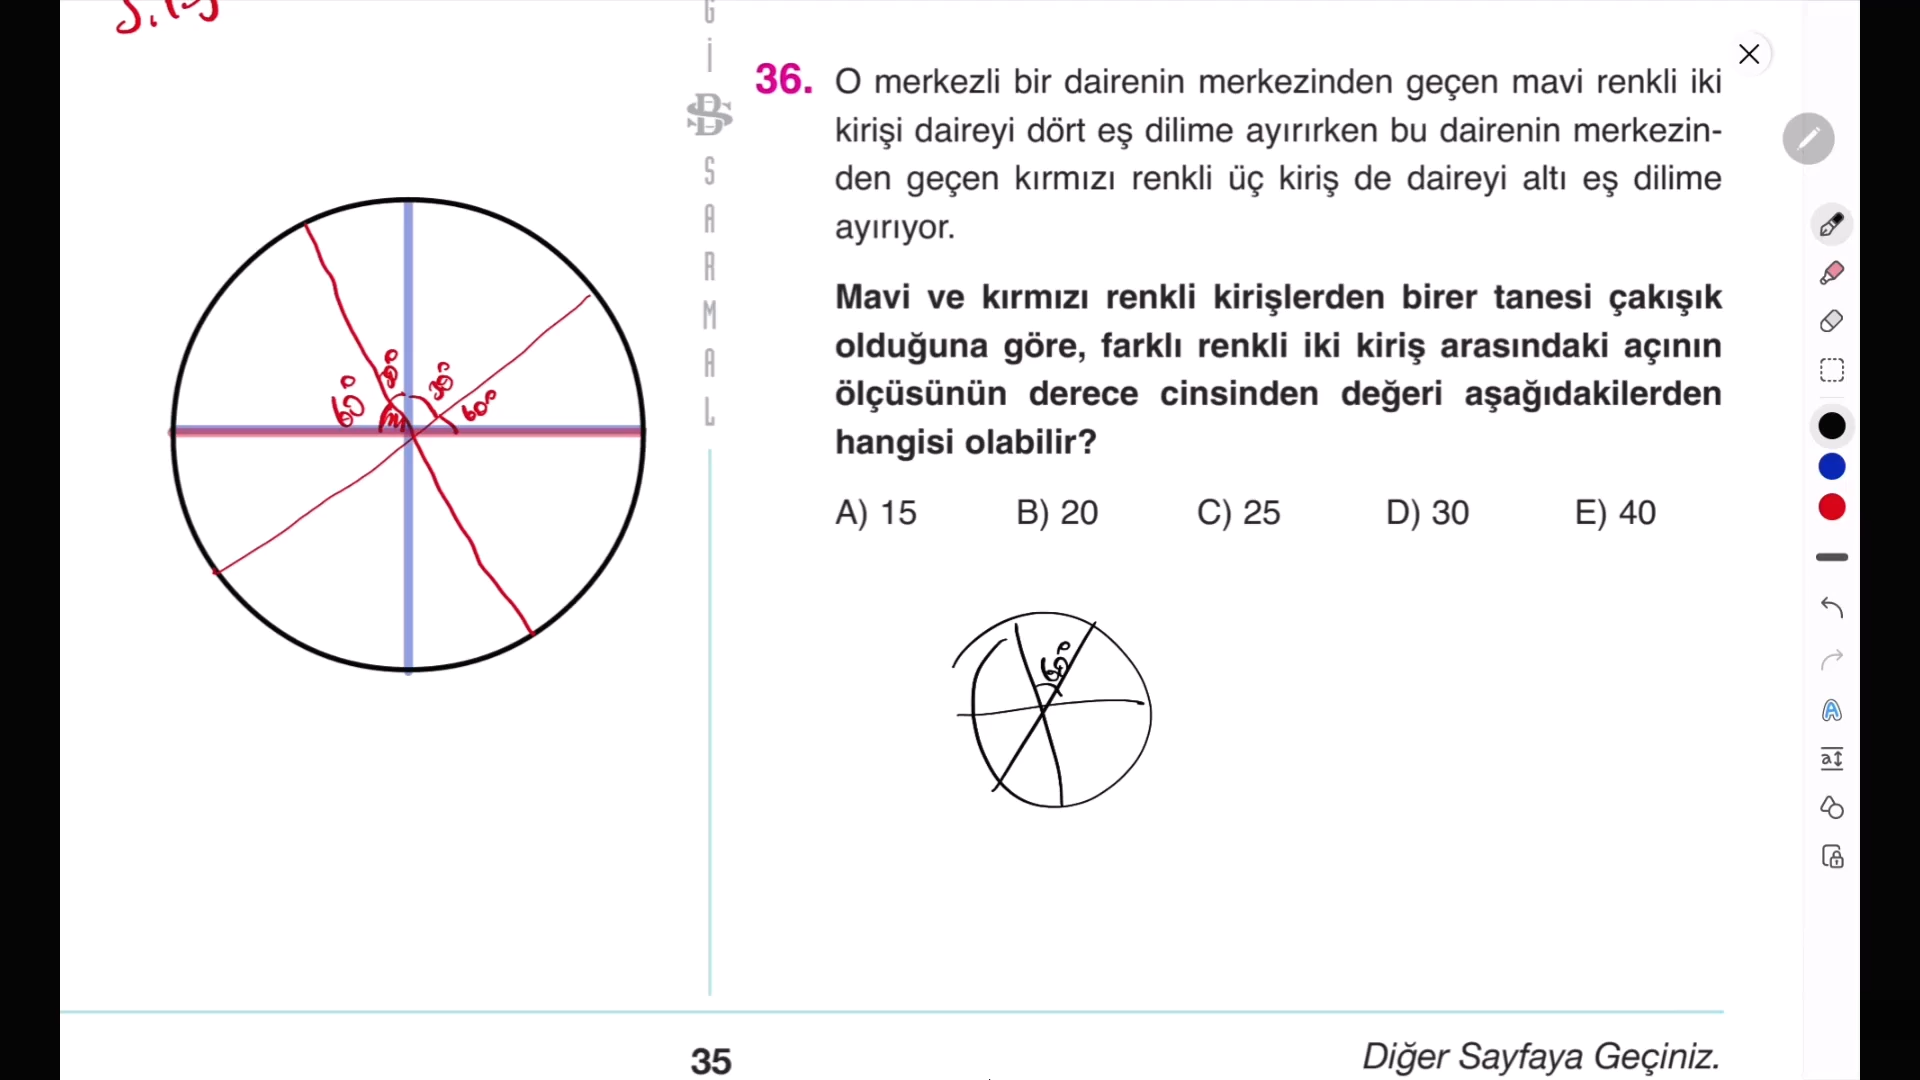 G
İ
S
A
R
M
A
L
36. O merkezli bir dairenin merkezinden geçen mavi renkli iki
kirişi daireyi dört eş dilime ayırırken bu dairenin merkezin-
den geçen kırmızı renkli üç kiriş de daireyi altı eş dilime
ayırıyor.
Mavi ve kırmızı renkli kirişlerden birer tanesi çakışık
olduğuna göre, farklı renkli iki kiriş arasındaki açının
ölçüsünün derece cinsinden değeri aşağıdakilerden
hangisi olabilir?
A) 15 B) 20 C) 25 D) 30 E) 40
60° 30° 60°
60°
35
Diğer Sayfaya Geçiniz.